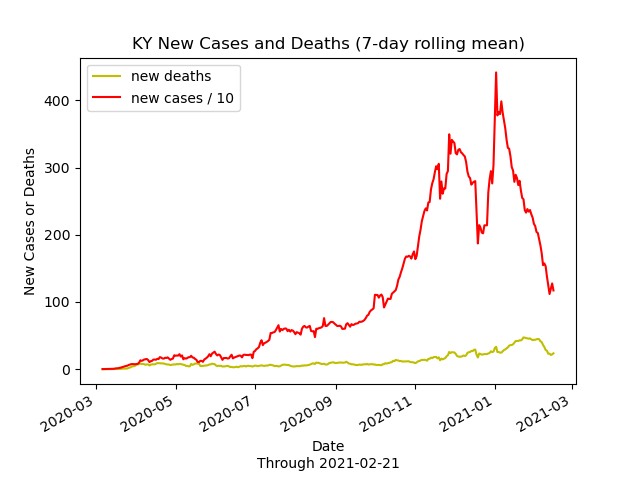 KY New Cases and Deaths (7-day rolling mean)
new deaths
new cases / 10
New Cases or Deaths
400
300
200
100
0
2020-03
2020-05
2020-07
2020-09
2020-11
2021-01
2021-03
Date
Through 2021-02-21